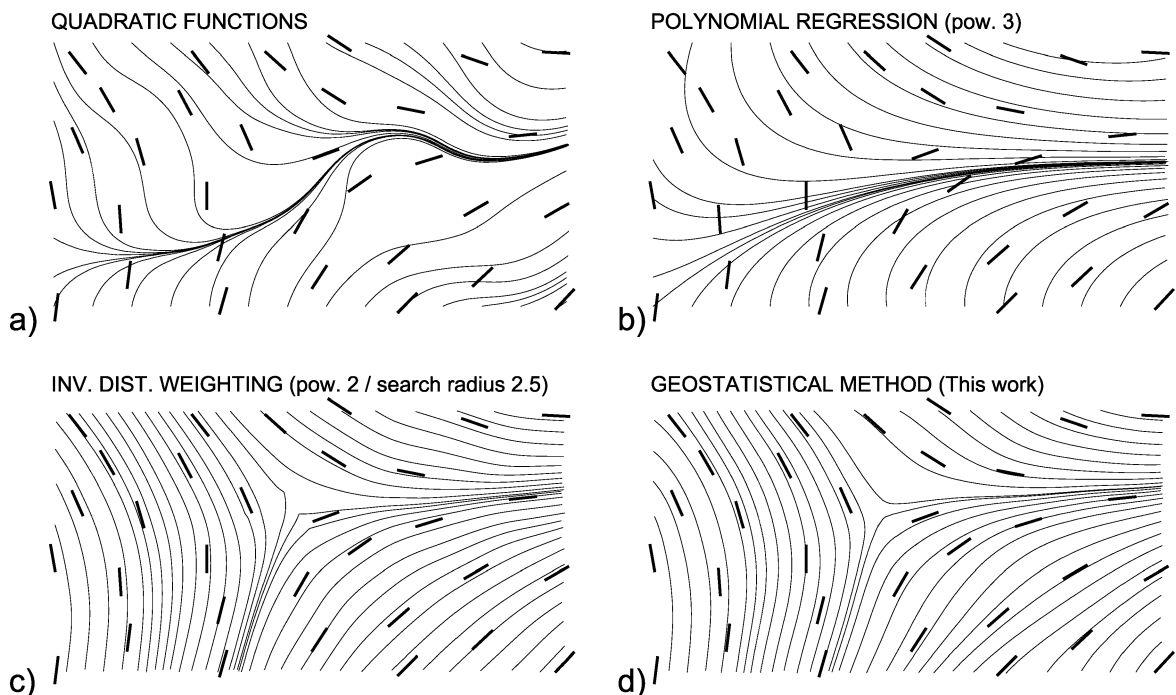 QUADRATIC FUNCTIONS
POLYNOMIAL REGRESSION (pow. 3)
a)
b)
INV. DIST. WEIGHTING (pow. 2 / search radius 2.5)
GEOSTATISTICAL METHOD (This work)
c)
d)